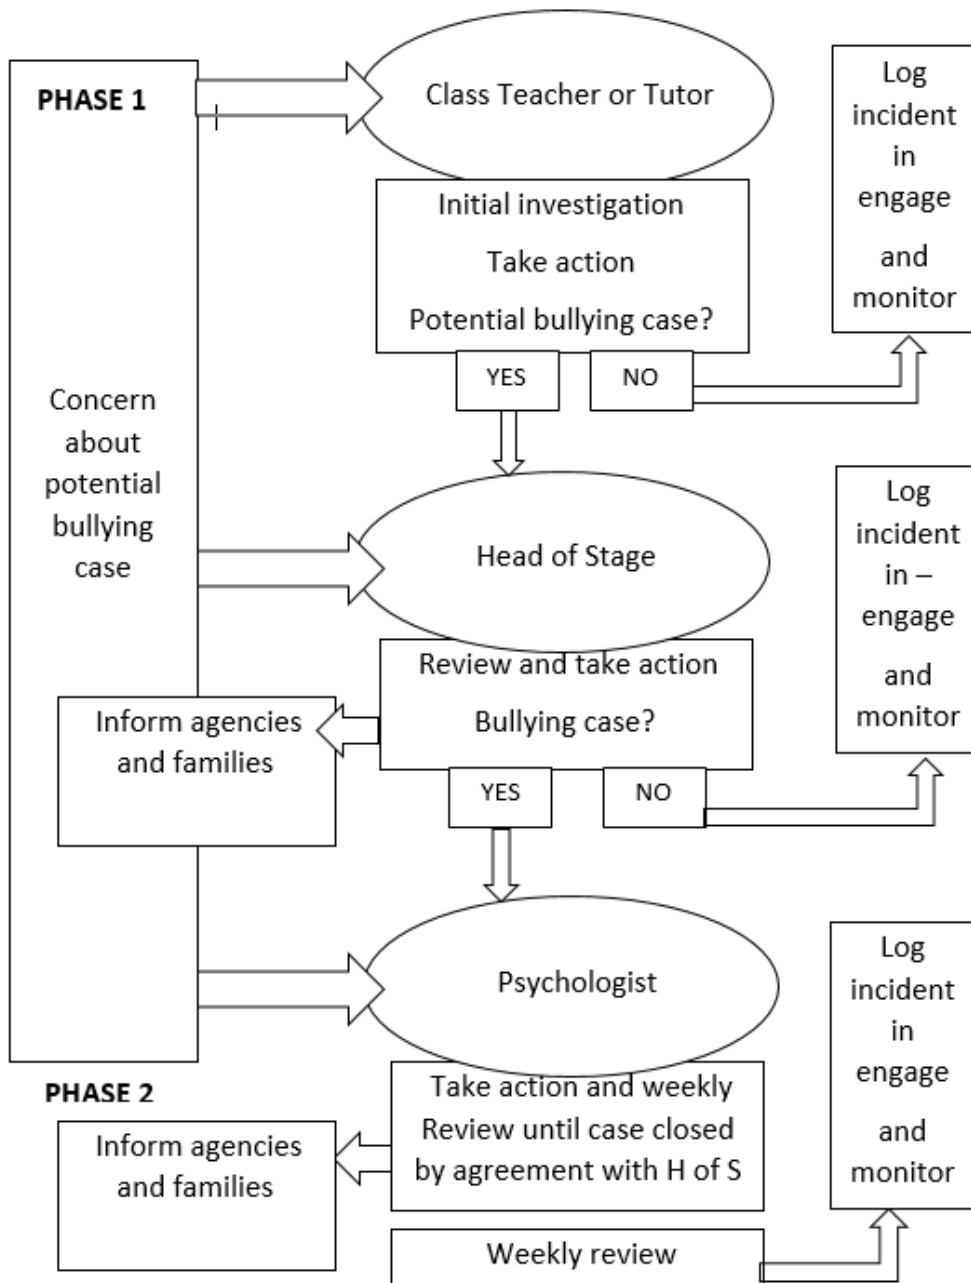 PHASE 1
Concern
about
potential
bullying
case
Class Teacher or Tutor
Initial investigation
Take action
Potential bullying case?
YES
NO
Log
incident
in
engage
and
monitor
Head of Stage
Review and take action
Bullying case?
YES
NO
Log
incident
in –
engage
and
monitor
Inform agencies
and families
Psychologist
PHASE 2
Take action and weekly
Review until case closed
by agreement with H of S
Inform agencies
and families
Weekly review
Log
incident
in
engage
and
monitor